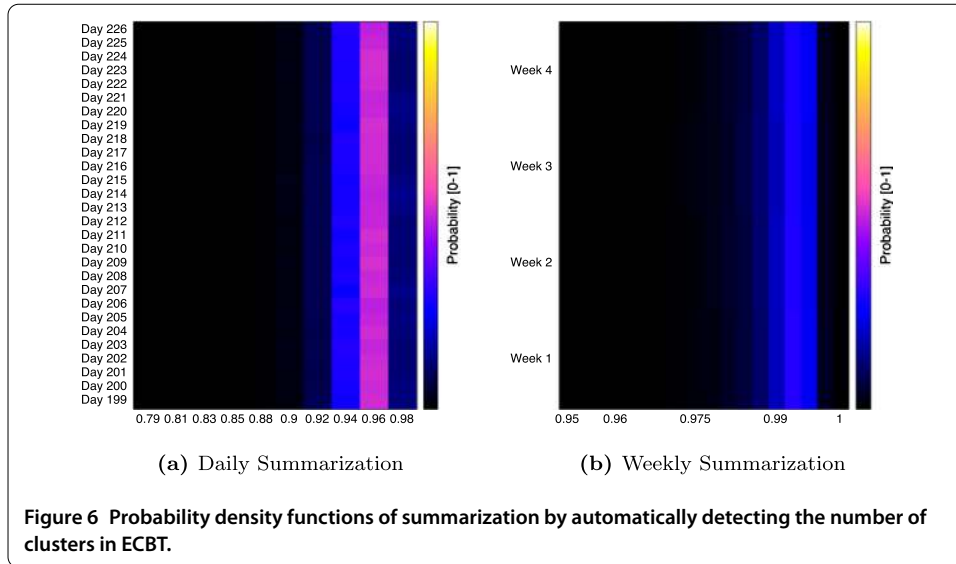 Day 226
Day 225
Day 224
Day 223
Day 222
Day 221
Day 220
Day 219
Day 218
Day 217
Day 216
Day 215
Day 214
Day 213
Day 212
Day 211
Day 210
Day 209
Day 208
Day 207
Day 206
Day 205
Day 204
Day 203
Day 202
Day 201
Day 200
Day 199
0.79 0.81 0.83 0.85 0.88 0.9 0.92 0.94 0.96 0.98
Probability [0-1]
(a) Daily Summarization
Week 4
Week 3
Week 2
Week 1
0.95 0.96 0.975 0.99 1
Probability [0-1]
(b) Weekly Summarization
Figure 6 Probability density functions of summarization by automatically detecting the number of
clusters in ECBT.